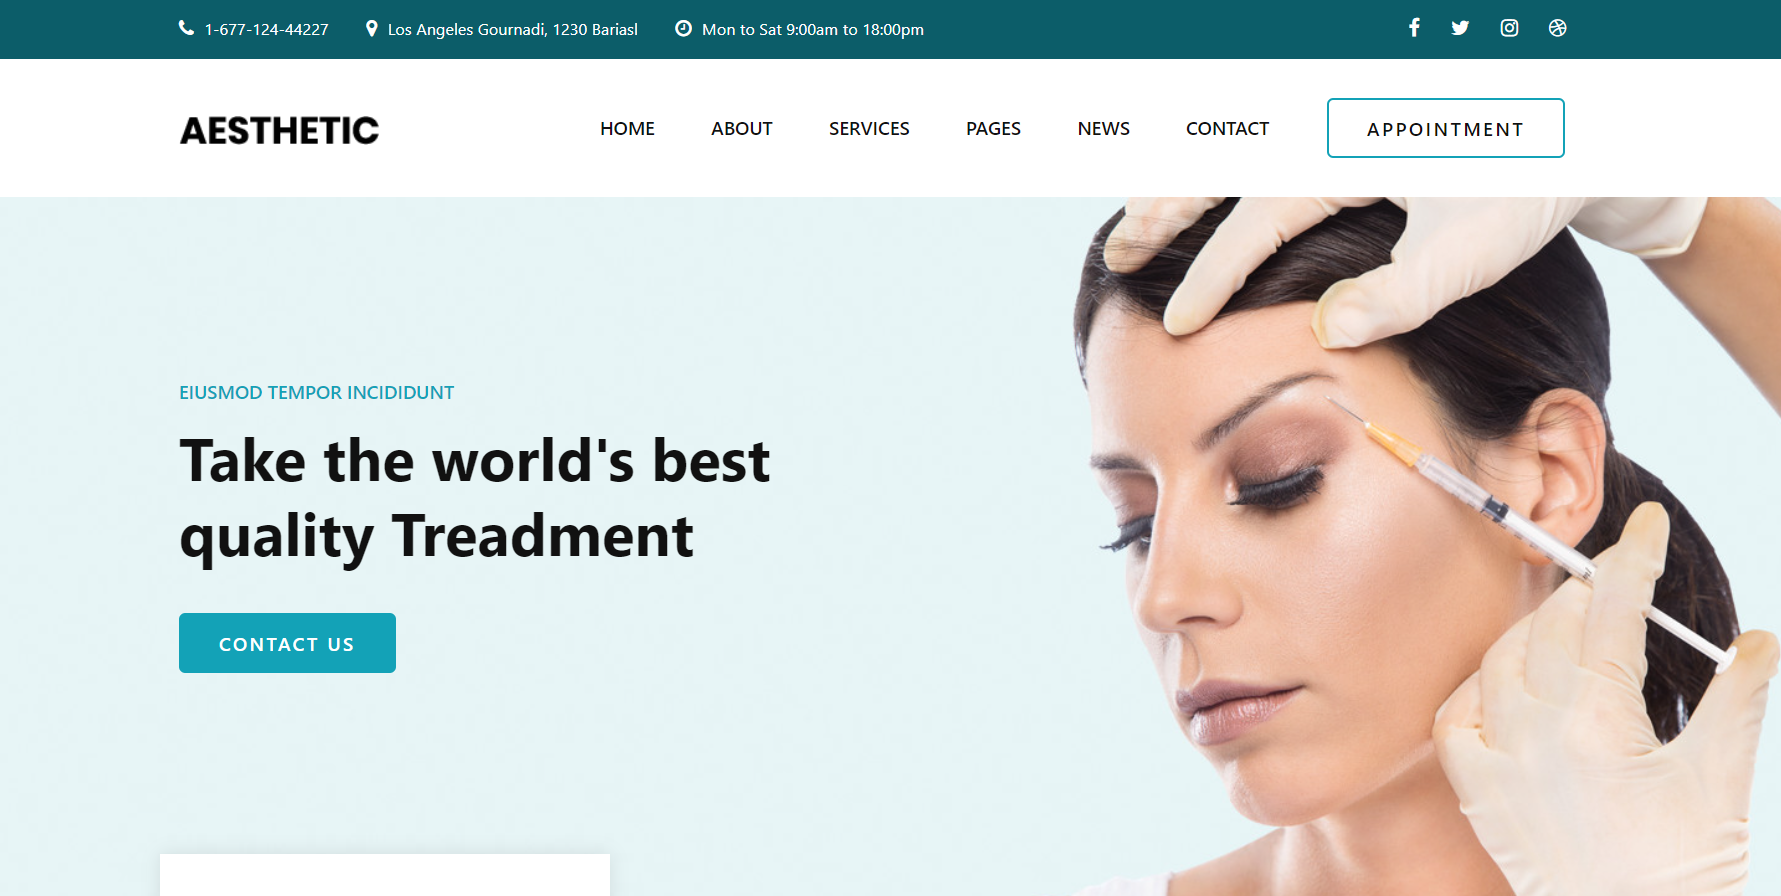 1-677-124-44227
Los Angeles Gournadi, 1230 Bariasl
Mon to Sat 9:00am to 18:00pm
AESTHETIC
HOME
ABOUT
SERVICES
PAGES
NEWS
CONTACT
APPOINTMENT
EIUSMOD TEMPOR INCIDIDUNT
Take the world's best
quality Treadment
CONTACT US